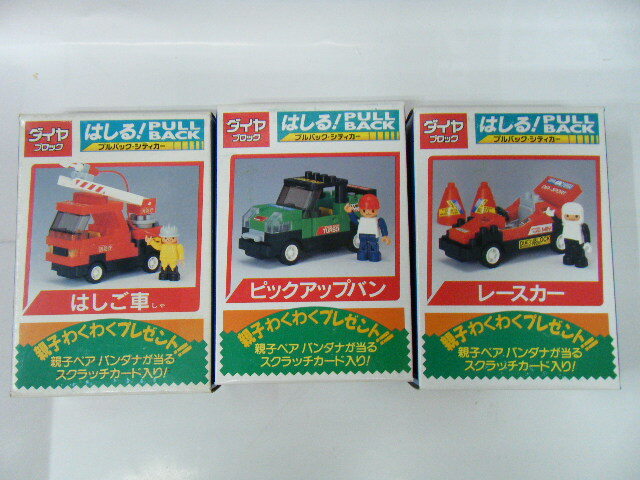 ダイヤ
ブロック
はしる! PULL
BACK
プルバック・シティカー
はしご車
しゃ
親子わくわくプレゼント!!
親子ペア バンダナが当る
スクラッチカード入り!
ダイヤ
ブロック
はしる! PULL
BACK
プルバック・シティカー
TURBO
ピックアップバン
親子わくわくプレゼント!!
親子ペア バンダナが当る
スクラッチカード入り!
ダイヤ
ブロック
はしる! PULL
BACK
プルバック・シティカー
レースカー
親子わくわくプレゼント!!
親子ペア バンダナが当る
スクラッチカード入り!